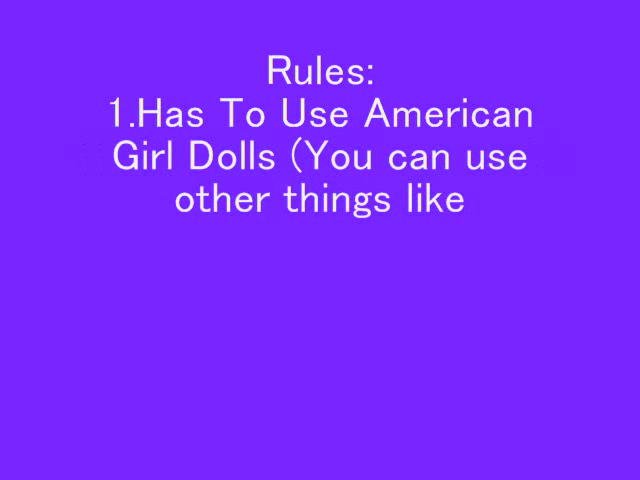 Rules:
1.Has To Use American
Girl Dolls (You can use
other things like